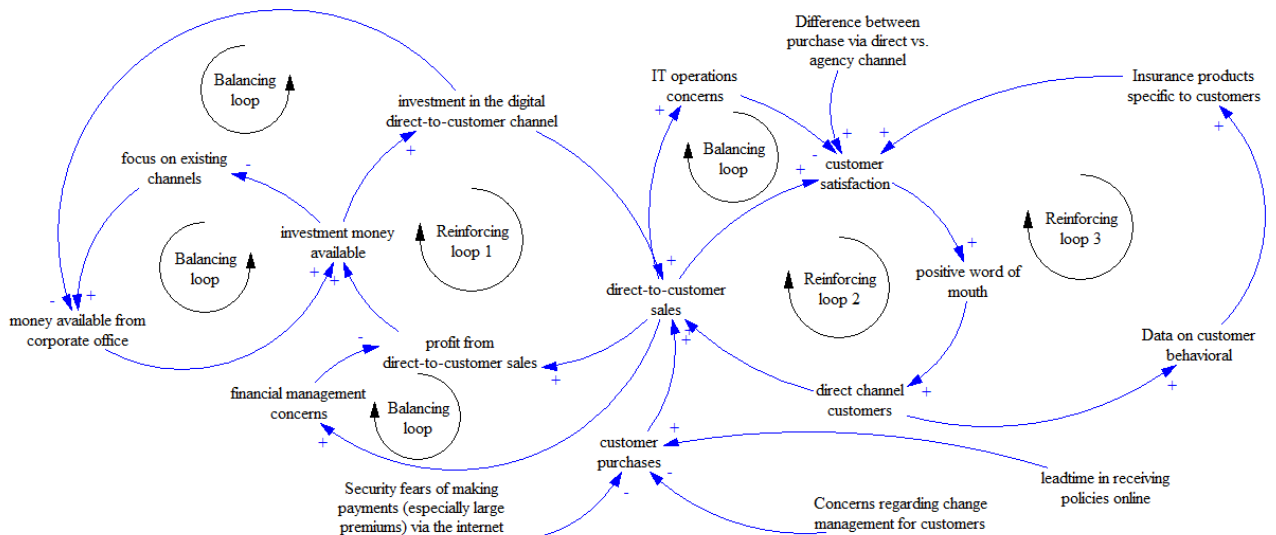 Difference between
purchase via direct vs.
agency channel
Balancing
loop
IT operations
concerns
Insurance products
specific to customers
investment in the digital
direct-to-customer channel
+
+
+
+
+
-
+
focus on existing
channels
-
Balancing
loop
customer
satisfaction
investment money
available
Reinforcing
loop 1
Reinforcing
loop 3
Balancing
loop
+
+
+
+
positive word of
mouth
Reinforcing
loop 2
direct-to-customer
sales
-
+
money available from
corporate office
+
+
profit from
direct-to-customer sales
-
Data on customer
behavioral
+
+
+
direct channel
customers
financial management
concerns
Balancing
loop
+
+
customer
purchases
-
-
leadtime in receiving
policies online
Security fears of making
payments (especially large
premiums) via the internet
Concerns regarding change
management for customers